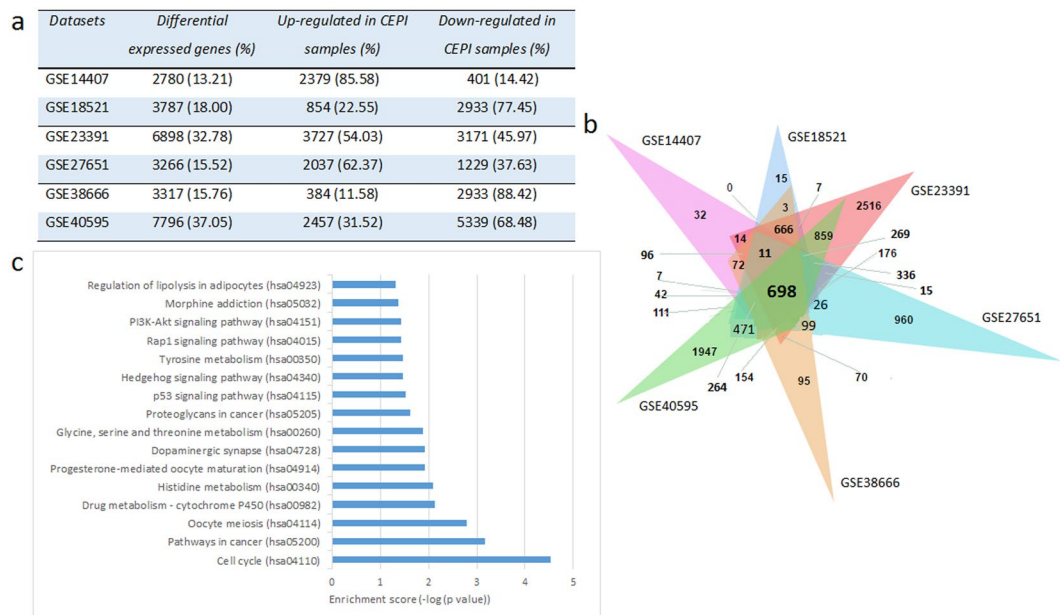 a
Datasets Differential expressed genes (%) Up-regulated in CEPI samples (%) Down-regulated in CEPI samples (%)
GSE14407 2780 (13.21) 2379 (85.58) 401 (14.42)
GSE18521 3787 (18.00) 854 (22.55) 2933 (77.45)
GSE23391 6898 (32.78) 3727 (54.03) 3171 (45.97)
GSE27651 3266 (15.52) 2037 (62.37) 1229 (37.63)
GSE38666 3317 (15.76) 384 (11.58) 2933 (88.42)
GSE40595 7796 (37.05) 2457 (31.52) 5339 (68.48)
b
GSE14407
GSE18521
GSE23391
GSE27651
GSE38666
GSE40595
0
15
7
2516
32
3
666
859
269
14
11
176
96
72
336
7
698
15
42
26
111
471
99
960
1947
154
70
264
95
c
Regulation of lipolysis in adipocytes (hsa04923)
Morphine addiction (hsa05032)
PI3K-Akt signaling pathway (hsa04151)
Rap1 signaling pathway (hsa04015)
Tyrosine metabolism (hsa00350)
Hedgehog signaling pathway (hsa04340)
p53 signaling pathway (hsa04115)
Proteoglycans in cancer (hsa05205)
Glycine, serine and threonine metabolism (hsa00260)
Dopaminergic synapse (hsa04728)
Progesterone-mediated oocyte maturation (hsa04914)
Histidine metabolism (hsa00340)
Drug metabolism - cytochrome P450 (hsa00982)
Oocyte meiosis (hsa04114)
Pathways in cancer (hsa05200)
Cell cycle (hsa04110)
0 1 2 3 4 5
Enrichment score (-log (p value))